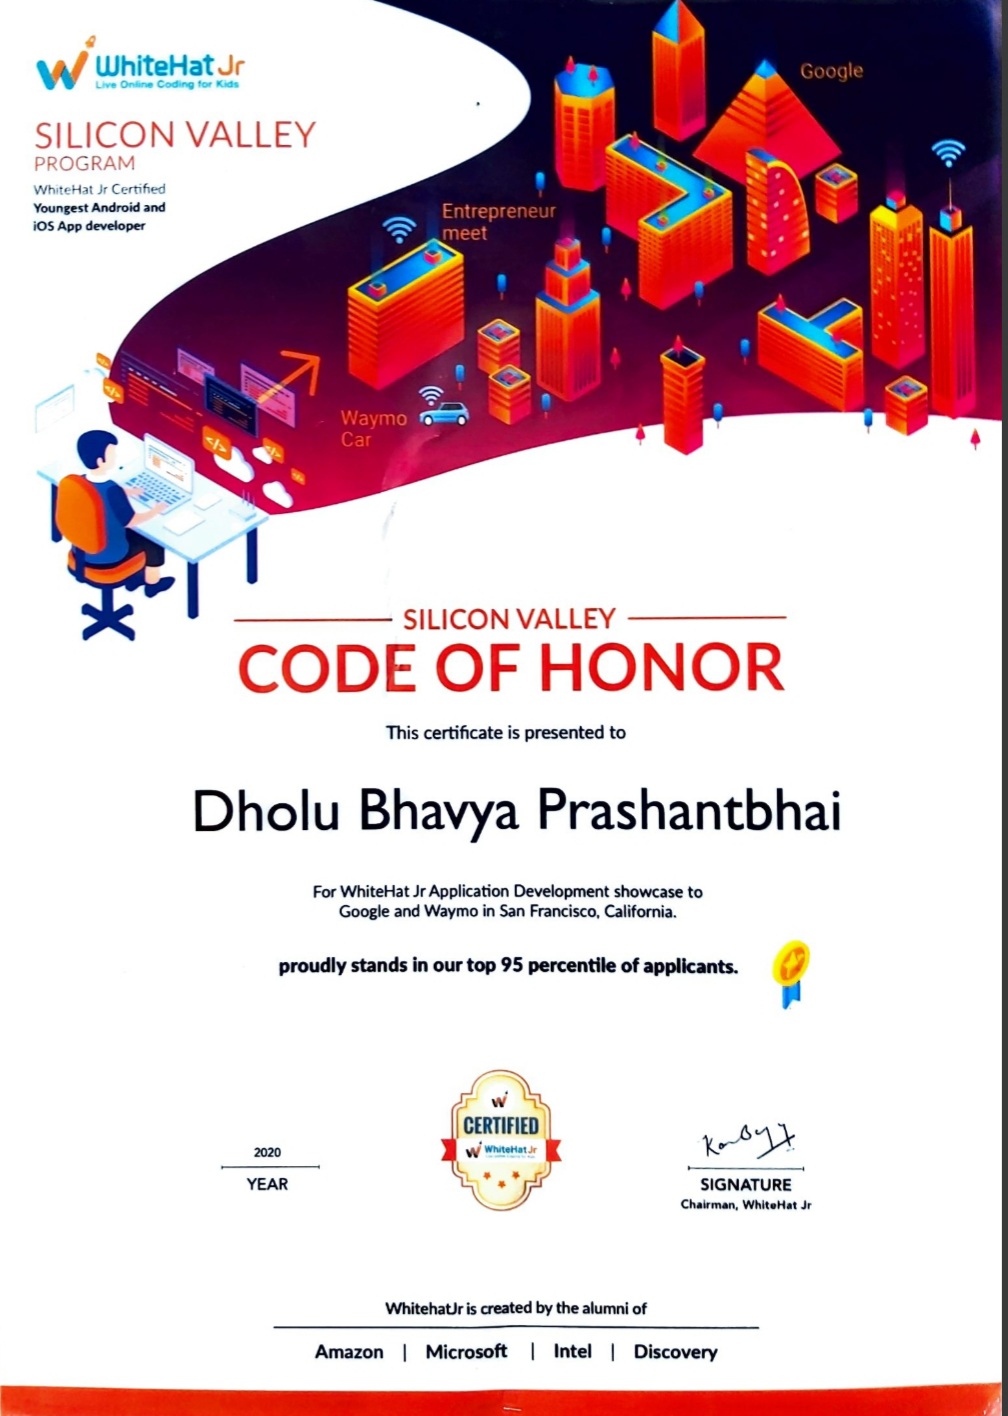 WhiteHat Jr
Live Online Coding for Kids
SILICON VALLEY
PROGRAM
WhiteHat Jr Certified
Youngest Android and
iOS App developer
Google
Entrepreneur
meet
Waymo
Car
SILICON VALLEY
CODE OF HONOR
This certificate is presented to
Dholu Bhavya Prashantbhai
For WhiteHat Jr Application Development showcase to
Google and Waymo in San Francisco, California.
proudly stands in our top 95 percentile of applicants.
CERTIFIED
WhiteHat Jr
2020
YEAR
SIGNATURE
Chairman, WhiteHat Jr
WhitehatJr is created by the alumni of
Amazon | Microsoft | Intel | Discovery